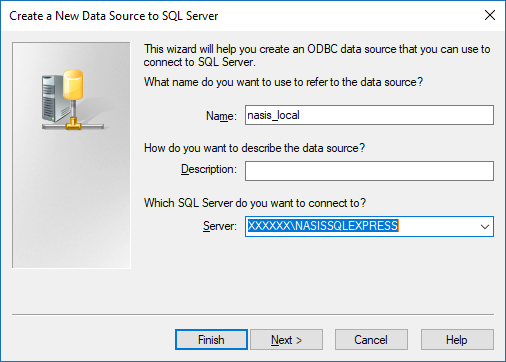 Create a New Data Source to SQL Server
This wizard will help you create an ODBC data source that you can use to
connect to SQL Server.
What name do you want to use to refer to the data source?
Name: nasis_local
How do you want to describe the data source?
Description:
Which SQL Server do you want to connect to?
Server: XXXXXX\NASISSQLEXPRESS
Finish Next > Cancel Help